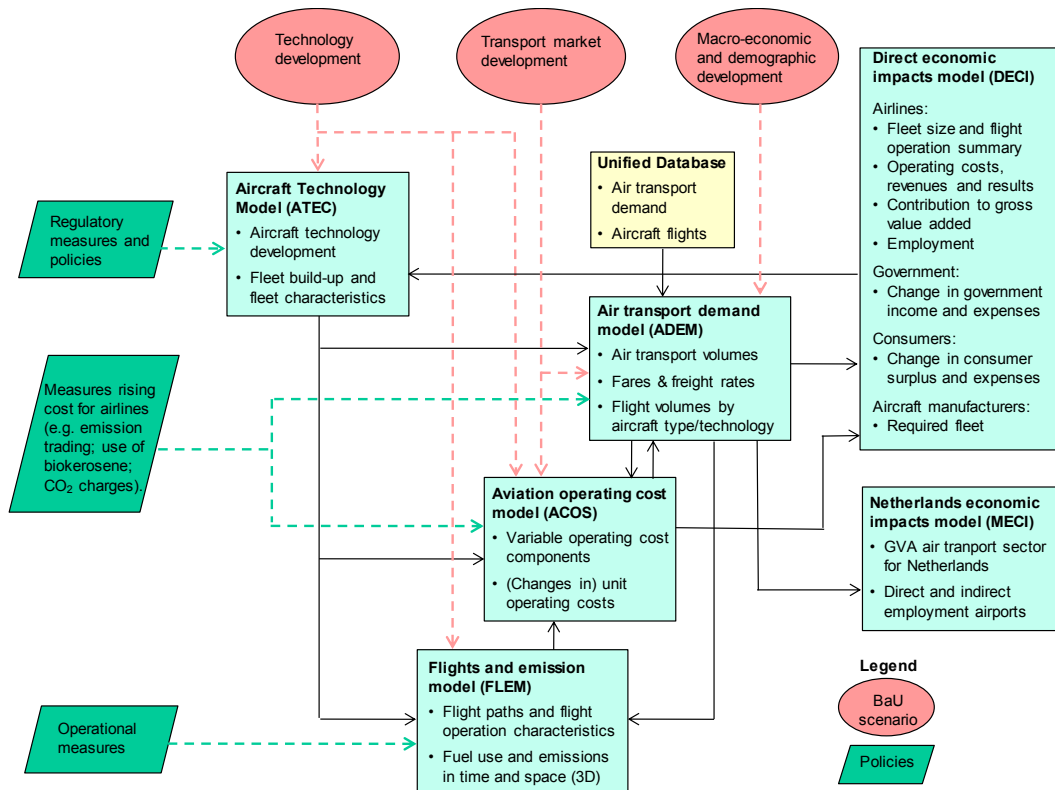 Technology
development
Transport market
development
Macro-economic
and demographic
development
Direct economic
impacts model (DECI)
Airlines:
• Fleet size and flight
operation summary
• Operating costs,
revenues and results
• Contribution to gross
value added
• Employment
Government:
• Change in government
income and expenses
Consumers:
• Change in consumer
surplus and expenses
Aircraft manufacturers:
• Required fleet
Unified Database
• Air transport
demand
• Aircraft flights
Aircraft Technology
Model (ATEC)
• Aircraft technology
development
• Fleet build-up and
fleet characteristics
Regulatory
measures and
policies
Air transport demand
model (ADEM)
• Air transport volumes
• Fares & freight rates
• Flight volumes by
aircraft type/technology
Measures rising
cost for airlines
(e.g. emission
trading; use of
biokerosene;
CO2 charges).
Aviation operating cost
model (ACOS)
• Variable operating cost
components
• (Changes in) unit
operating costs
Netherlands economic
impacts model (MECI)
• GVA air tranport sector
for Netherlands
• Direct and indirect
employment airports
Flights and emission
model (FLEM)
• Flight paths and flight
operation characteristics
• Fuel use and emissions
in time and space (3D)
Operational
measures
Legend
BaU
scenario
Policies